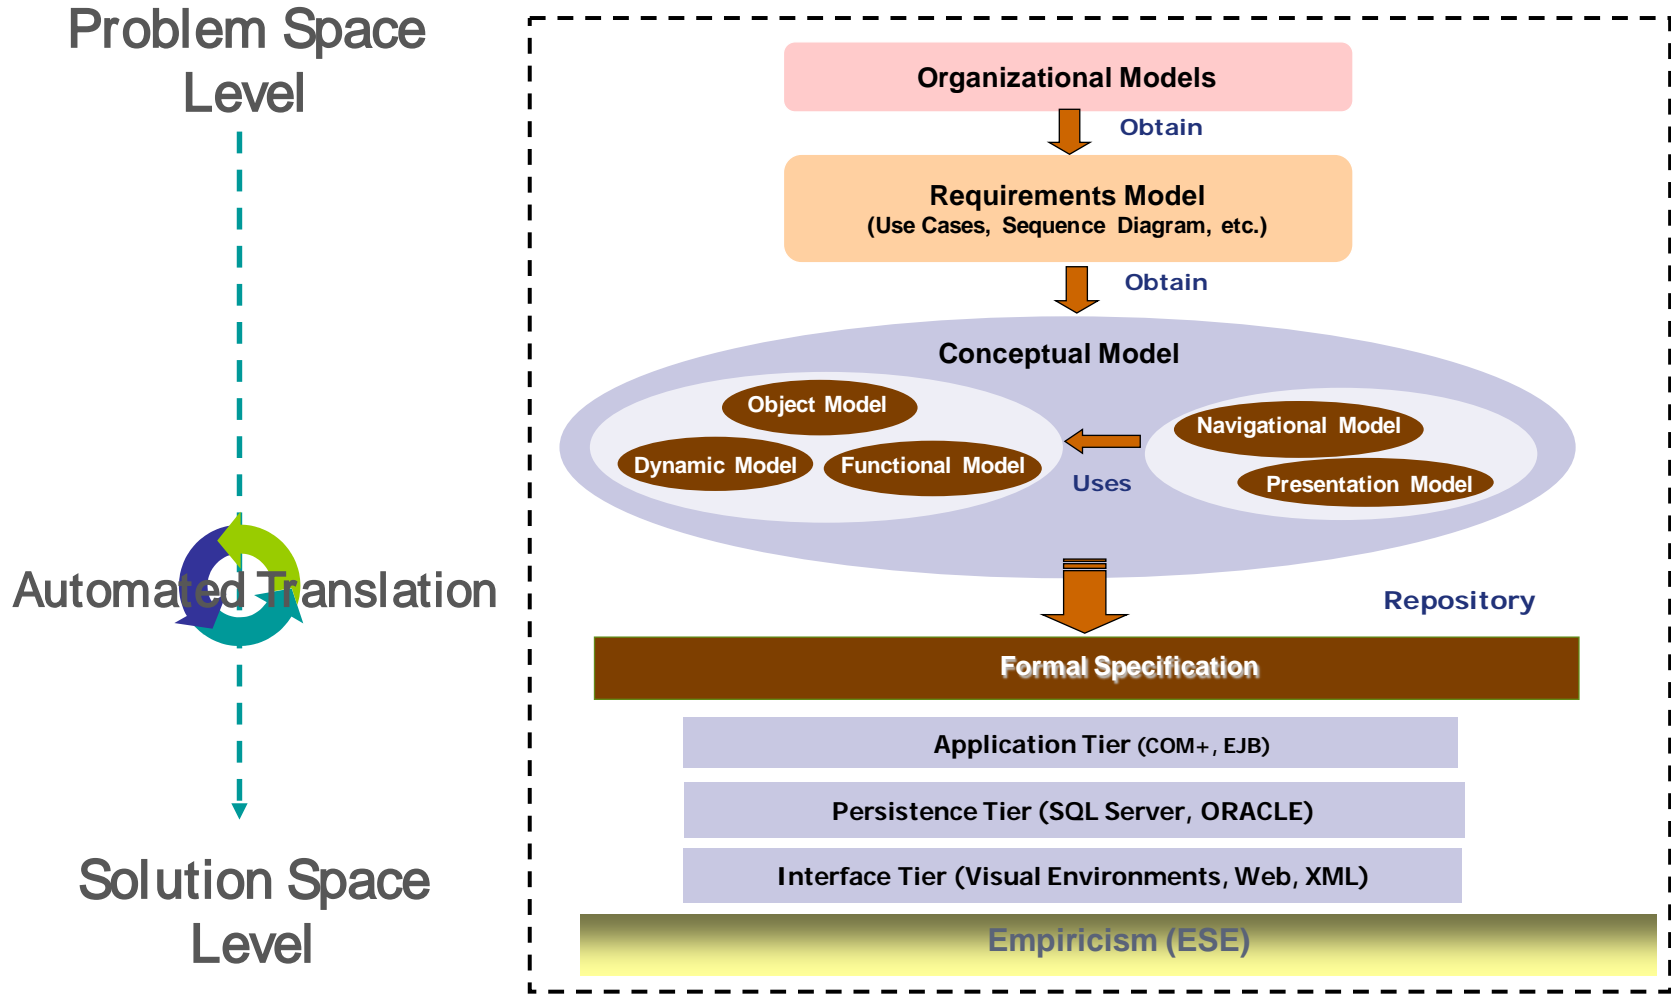 Problem Space
Level
Automated Translation
Solution Space
Level
Organizational Models
Obtain
Requirements Model
(Use Cases, Sequence Diagram, etc.)
Obtain
Conceptual Model
Object Model
Dynamic Model
Functional Model
Uses
Navigational Model
Presentation Model
Repository
Formal Specification
Application Tier (COM+, EJB)
Persistence Tier (SQL Server, ORACLE)
Interface Tier (Visual Environments, Web, XML)
Empiricism (ESE)